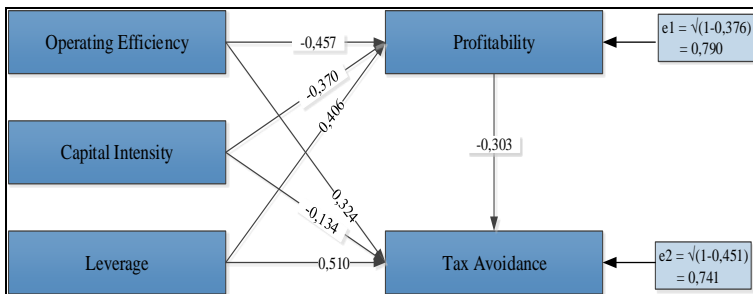 Operating Efficiency
-0,457
Profitability
e1 = √(1-0,376)
= 0,790
-0,370
0,406
Capital Intensity
-0,303
-0,134
0,324
Leverage
0,510
Tax Avoidance
e2 = √(1-0,451)
= 0,741